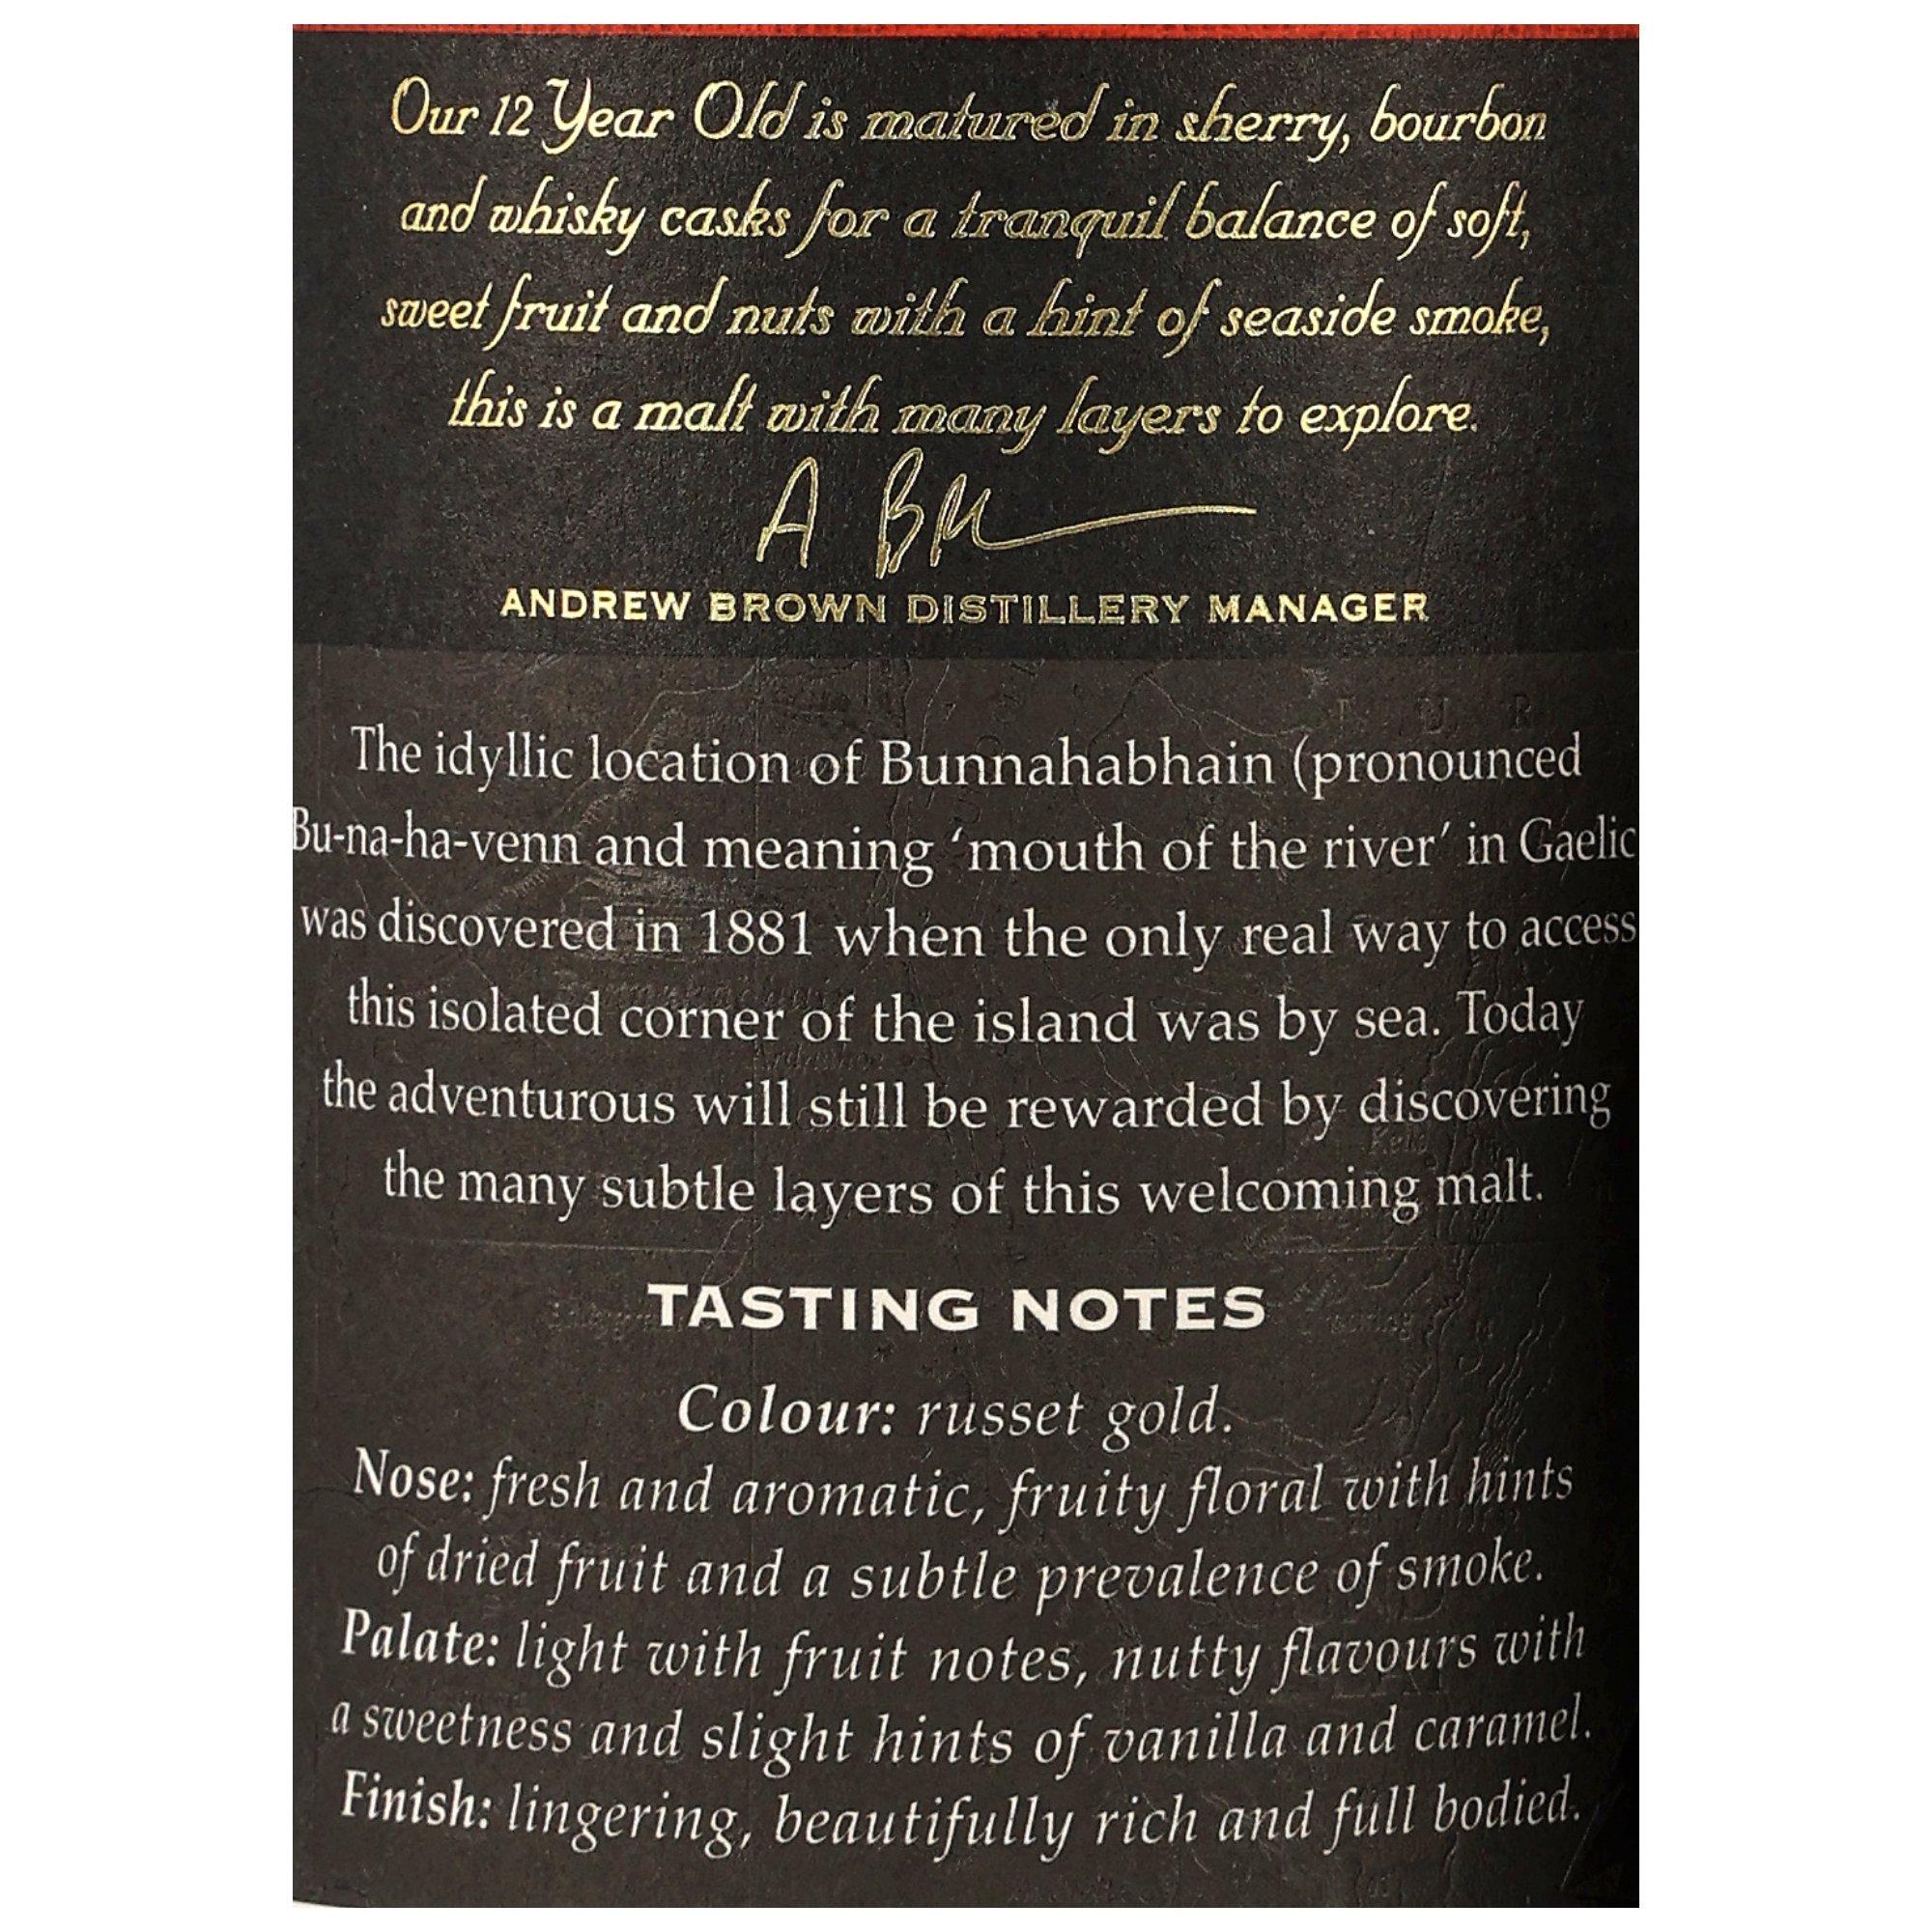 Our 12 Year Old is matured in sherry, bourbon
and whisky casks for a tranquil balance of soft,
sweet fruit and nuts with a hint of seaside smoke,
this is a malt with many layers to explore.
A Br
ANDREW BROWN DISTILLERY MANAGER
The idyllic location of Bunnahabhain (pronounced
Bu-na-ha-venn and meaning ‘mouth of the river’ in Gaelic
was discovered in 1881 when the only real way to access
this isolated corner of the island was by sea. Today
the adventurous will still be rewarded by discovering
the many subtle layers of this welcoming malt.
TASTING NOTES
Colour: russet gold.
Nose: fresh and aromatic, fruity floral with hints
of dried fruit and a subtle prevalence of smoke.
Palate: light with fruit notes, nutty flavours with
a sweetness and slight hints of vanilla and caramel.
Finish: lingering, beautifully rich and full bodied.